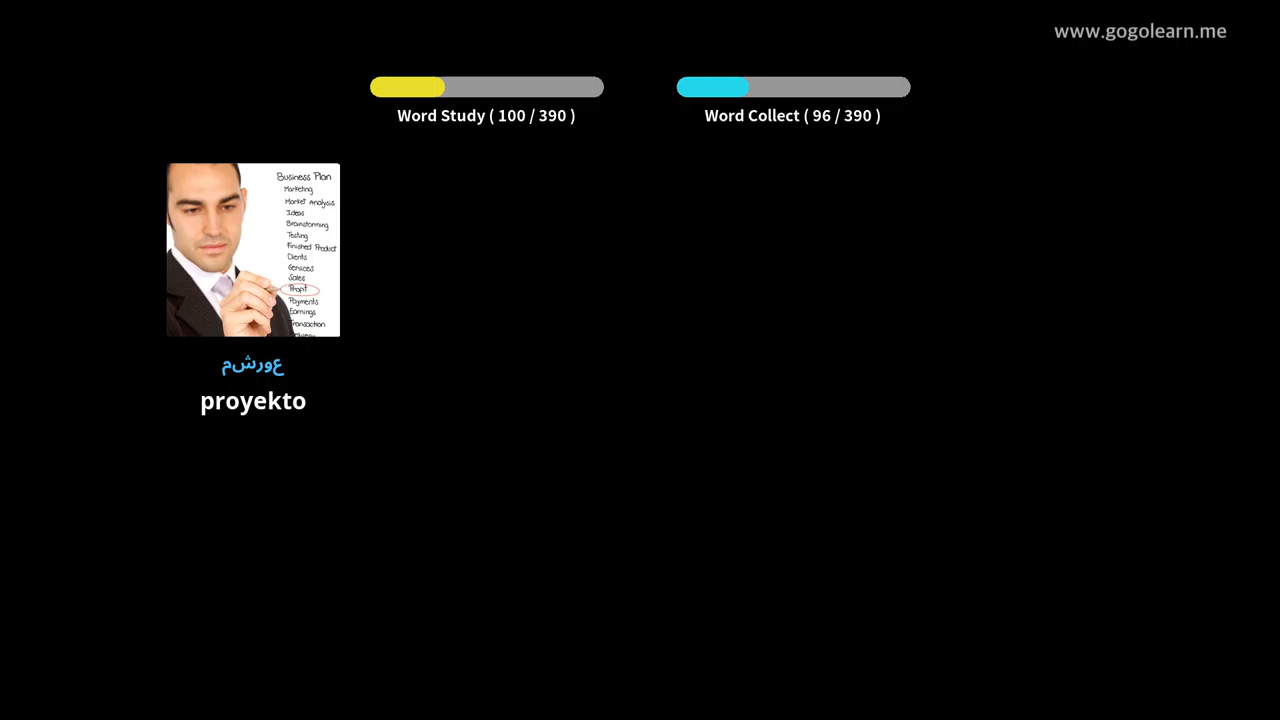 www.gogolearn.me
Word Study ( 100 / 390 )
Word Collect ( 96 / 390 )
Business Plan
Marketing
Market Analysis
Ideas
Brainstorming
Testing
Finished Product
Clients
Services
Sales
Profit
Payments
Earnings
Transaction
عورشم
proyekto